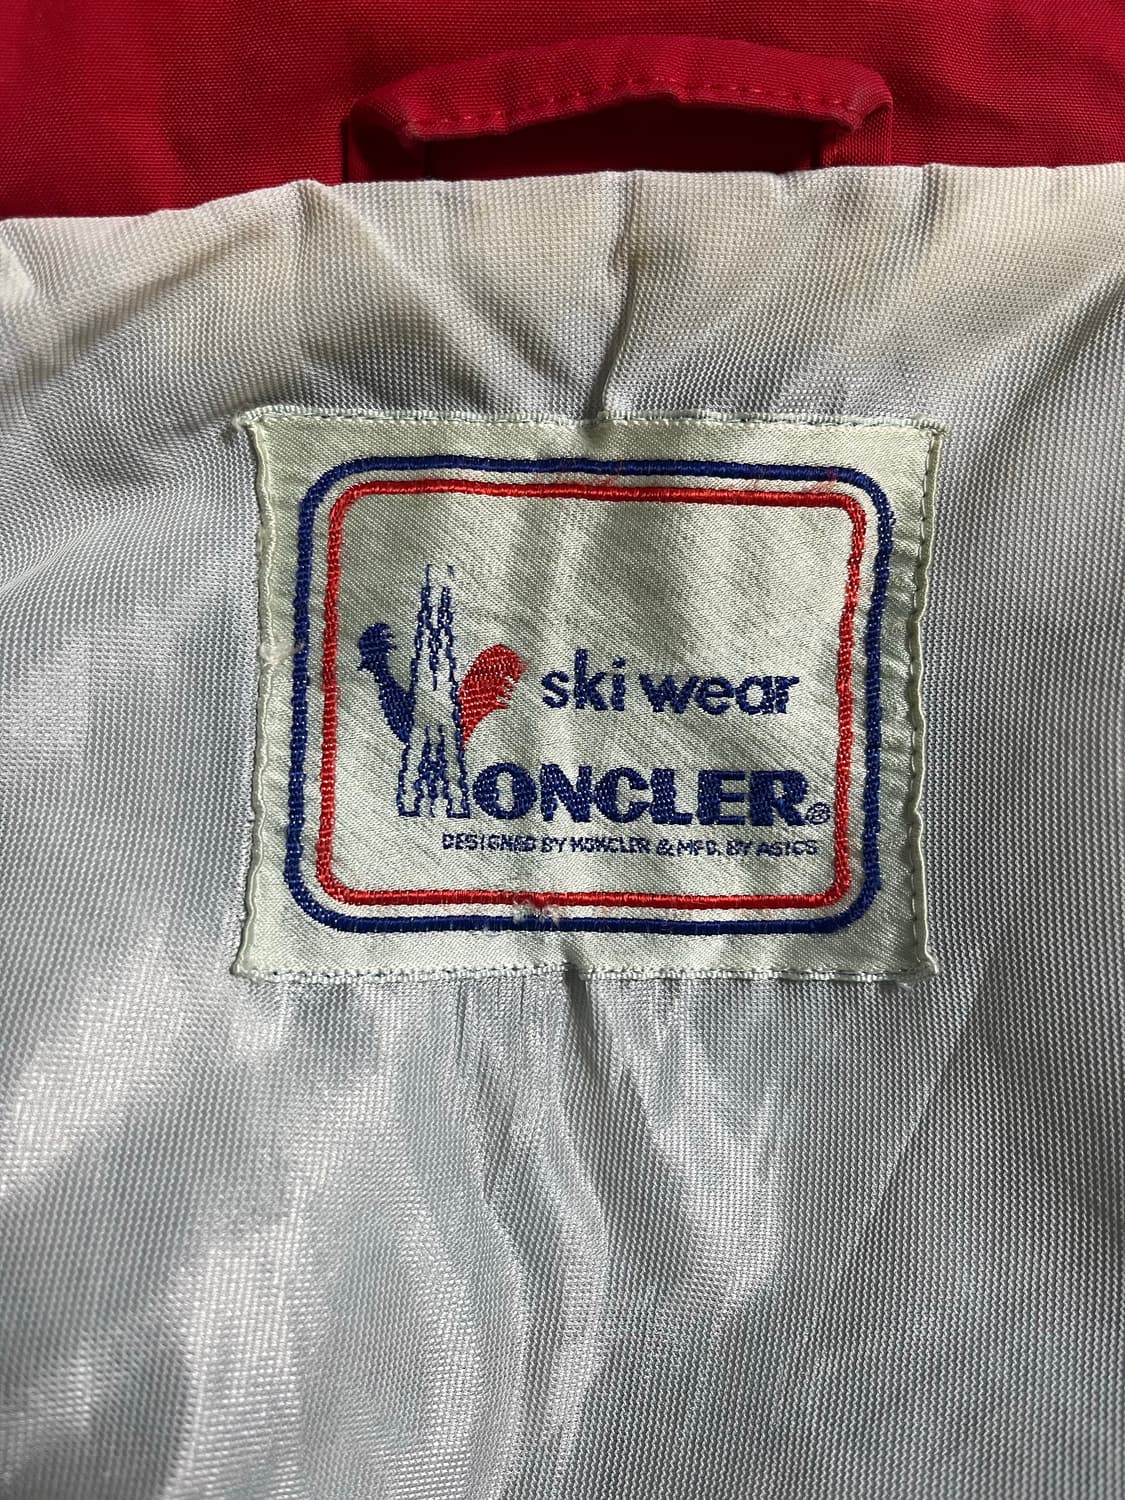 ski wear
MONCLER®
DESIGNED BY MONCLER & MFD. BY ASICS